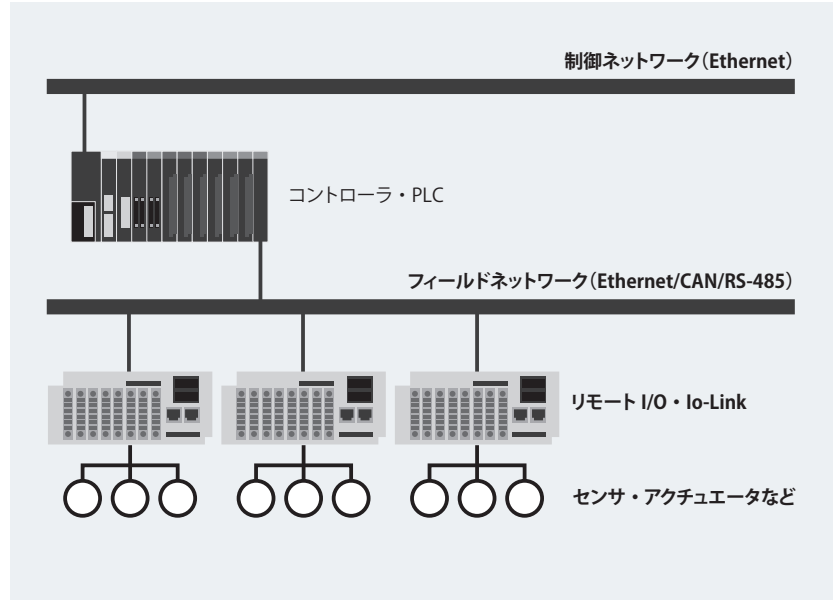 制御ネットワーク(Ethernet)
コントローラ・PLC
フィールドネットワーク(Ethernet/CAN/RS-485)
リモート I/O・Io-Link
センサ・アクチュエータなど